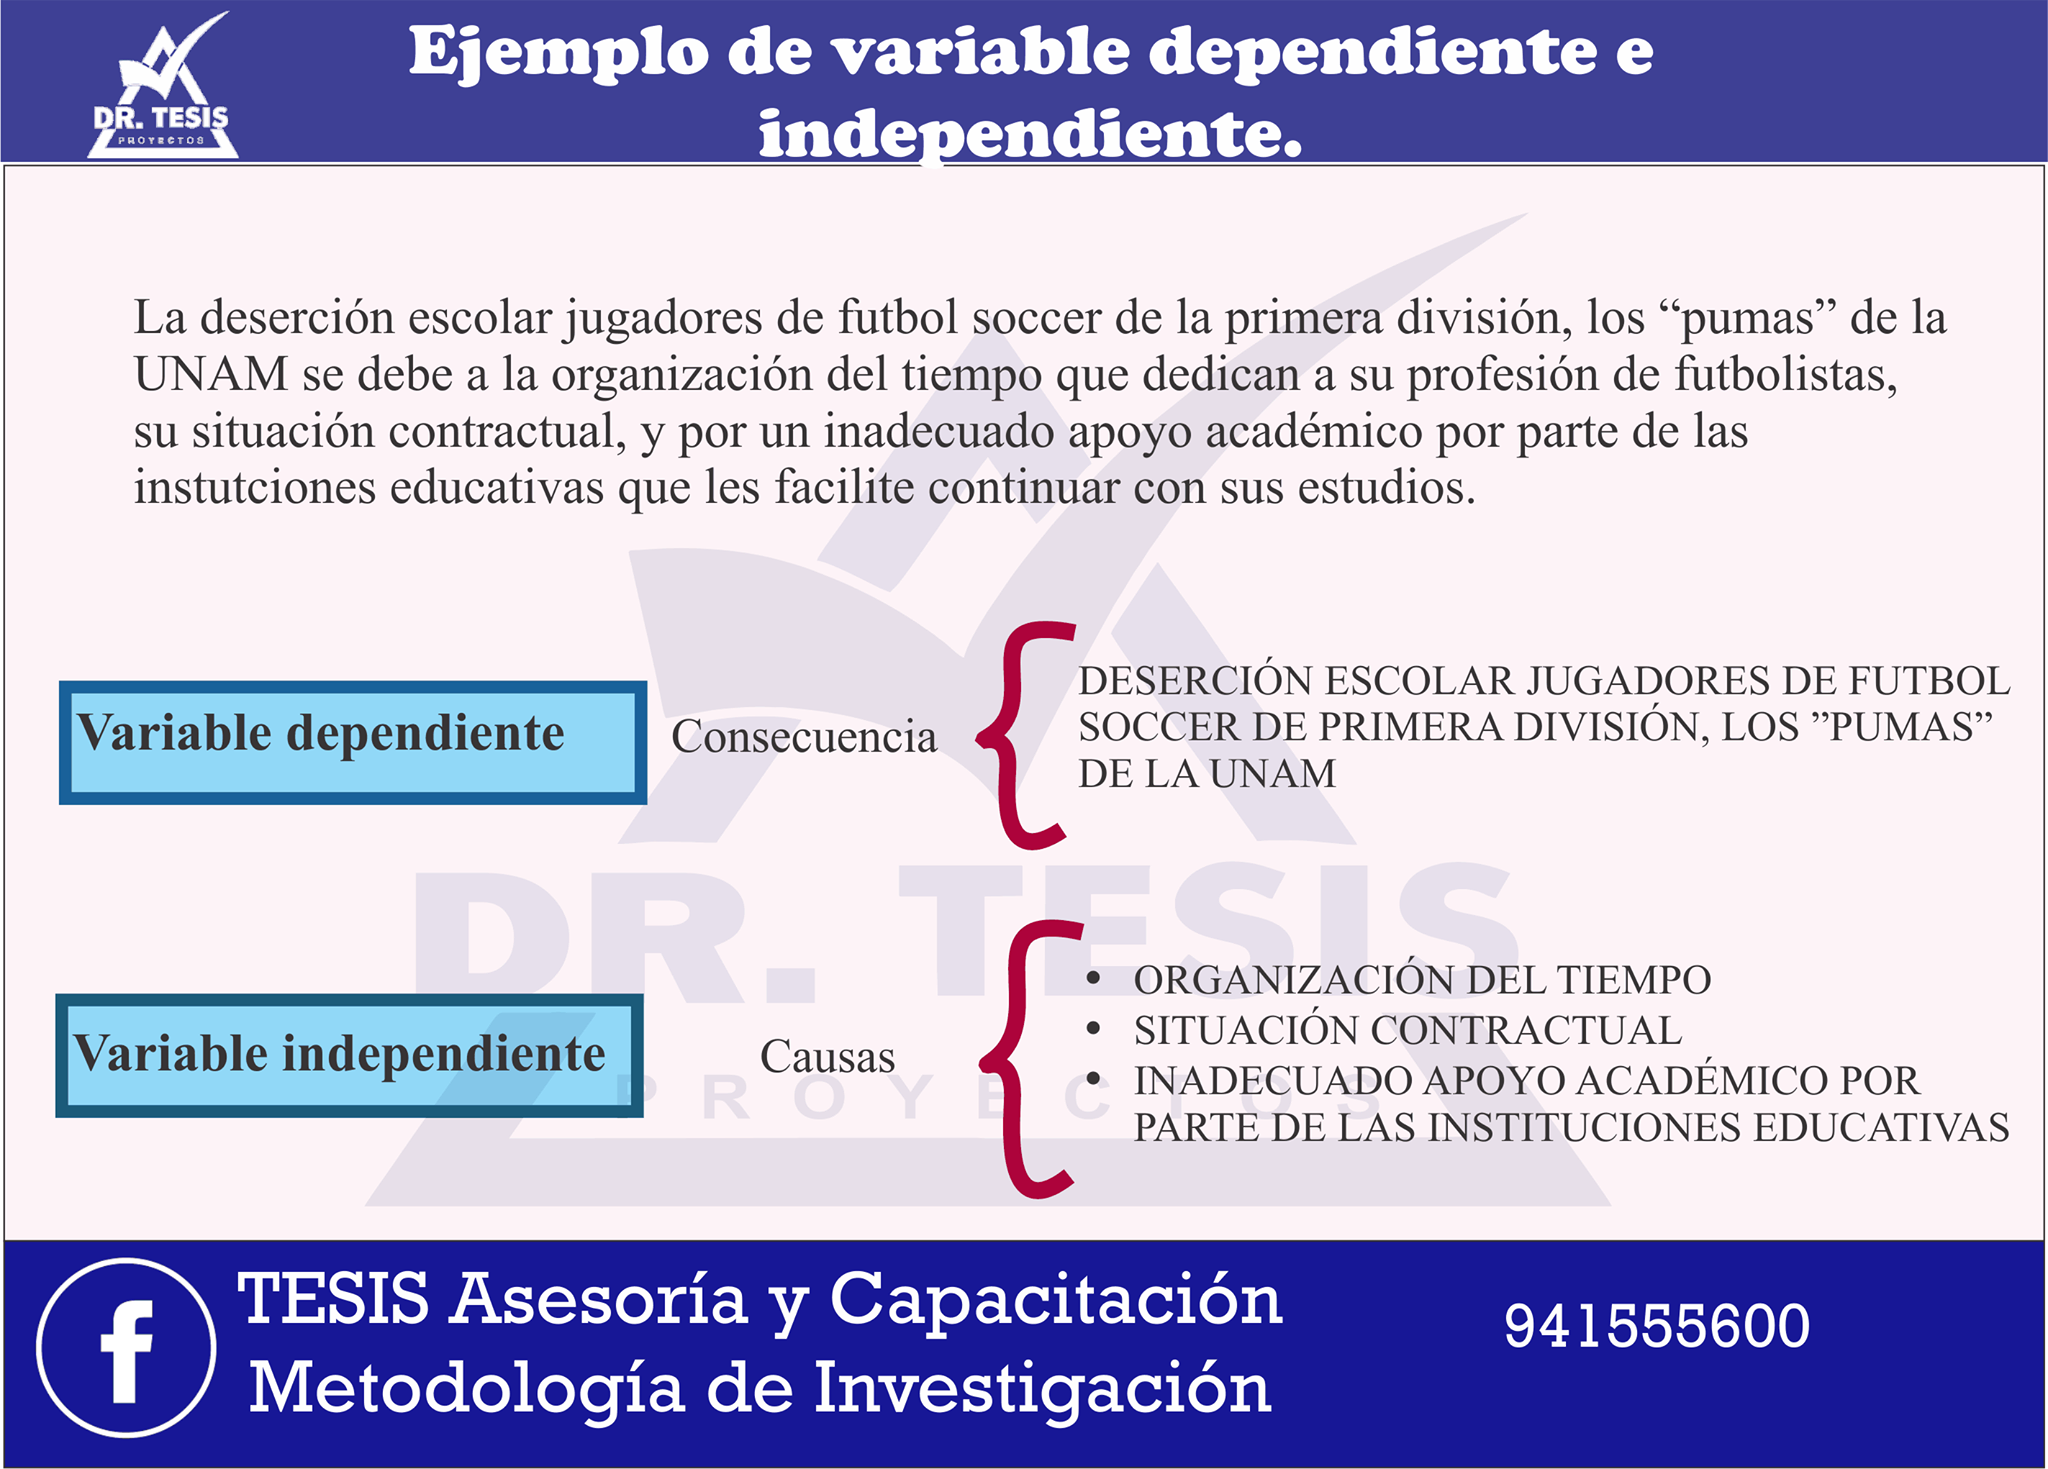 DR. TESIS
PROYECTOS
Ejemplo de variable dependiente e
independiente.
La deserción escolar jugadores de futbol soccer de la primera división, los “pumas” de la
UNAM se debe a la organización del tiempo que dedican a su profesión de futbolistas,
su situación contractual, y por un inadecuado apoyo académico por parte de las
instutciones educativas que les facilite continuar con sus estudios.
Variable dependiente
Consecuencia
DESERCIÓN ESCOLAR JUGADORES DE FUTBOL
SOCCER DE PRIMERA DIVISIÓN, LOS ”PUMAS”
DE LA UNAM
DR. TESIS
PROYECTOS
Variable independiente
Causas
• ORGANIZACIÓN DEL TIEMPO
• SITUACIÓN CONTRACTUAL
• INADECUADO APOYO ACADÉMICO POR
PARTE DE LAS INSTITUCIONES EDUCATIVAS
f
TESIS Asesoría y Capacitación
Metodología de Investigación
941555600